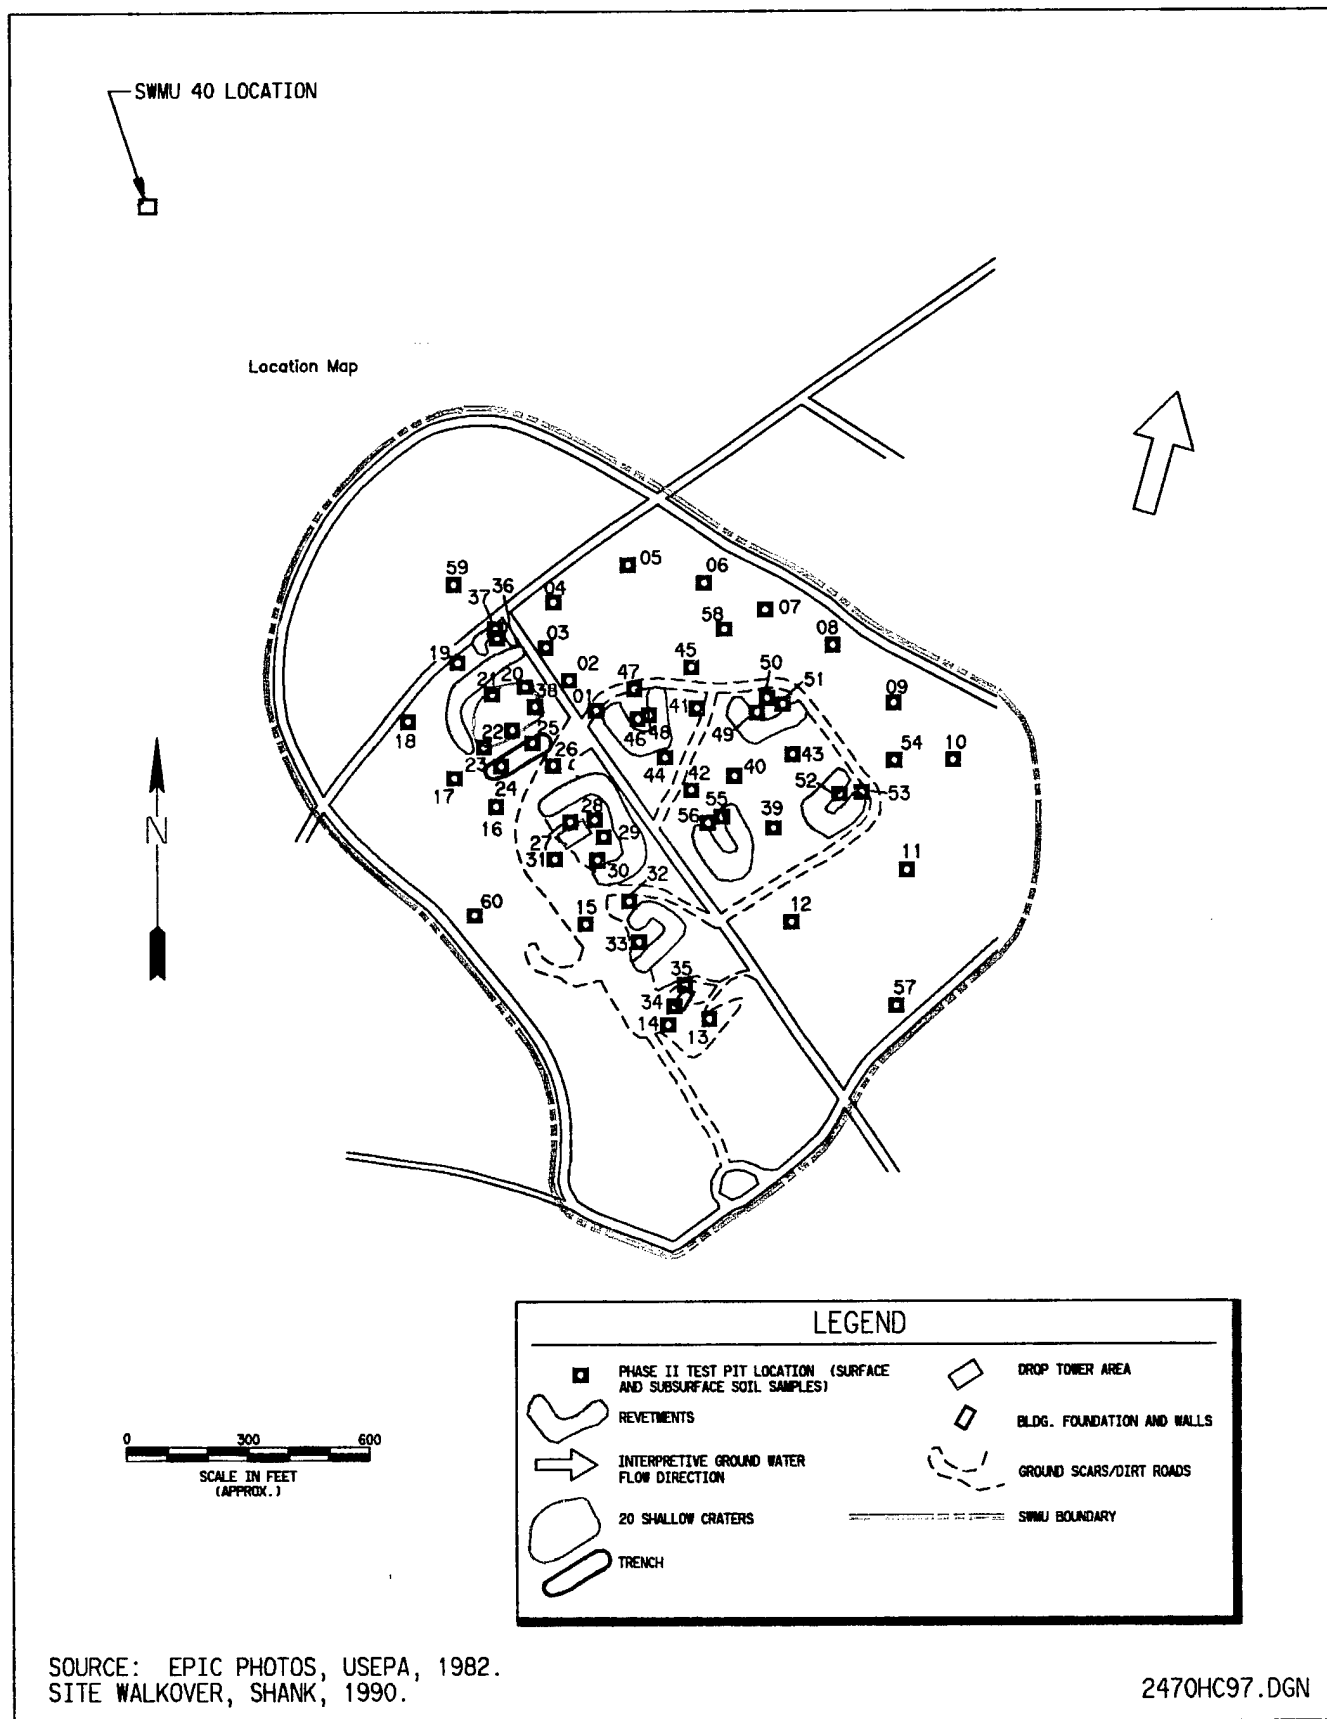 SWMU 40 LOCATION
Location Map
05
59
06
36
37
04
07
58
03
08
19
45
50
02
47
51
20
21
09
38
01
41
18
46
48
49
22
25
43
54
10
23
26
44
40
17
42
52
53
24
55
16
28
56
39
29
27
11
31
30
32
60
15
12
33
35
57
34
14
13
N
LEGEND
PHASE II TEST PIT LOCATION (SURFACE
AND SUBSURFACE SOIL SAMPLES)
REVETMENTS
INTERPRETIVE GROUND WATER
FLOW DIRECTION
20 SHALLOW CRATERS
TRENCH
DROP TOWER AREA
BLDG. FOUNDATION AND WALLS
GROUND SCARS/DIRT ROADS
SWMU BOUNDARY
0 300 600
SCALE IN FEET
(APPROX.)
SOURCE: EPIC PHOTOS, USEPA, 1982.
SITE WALKOVER, SHANK, 1990.
2470HC97.DGN